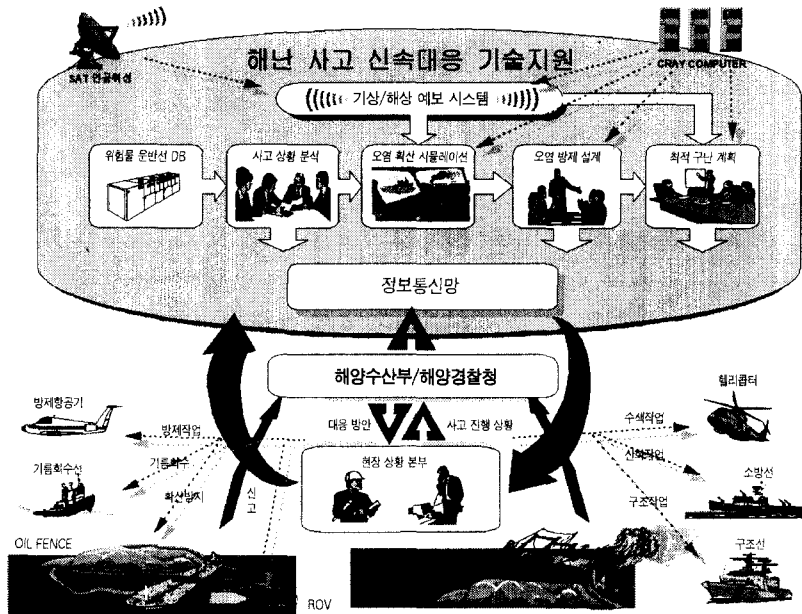 해난 사고 신속대응 기술지원
SAT 인공위성
CRAY COMPUTER
기상/해상 예보 시스템
위험물 운반선 DB
사고 상황 분석
오염 확산 시뮬레이션
오염 방제 설계
최적 구난 계획
정보통신망
해양수산부/해양경찰청
방제항공기
헬리콥터
대응 방안
사고 진행 상황
방제작업
수색작업
기름회수선
기름회수
현장 상황 본부
소방선
확산방지
신고
구조작업
OIL FENCE
구조선
ROV